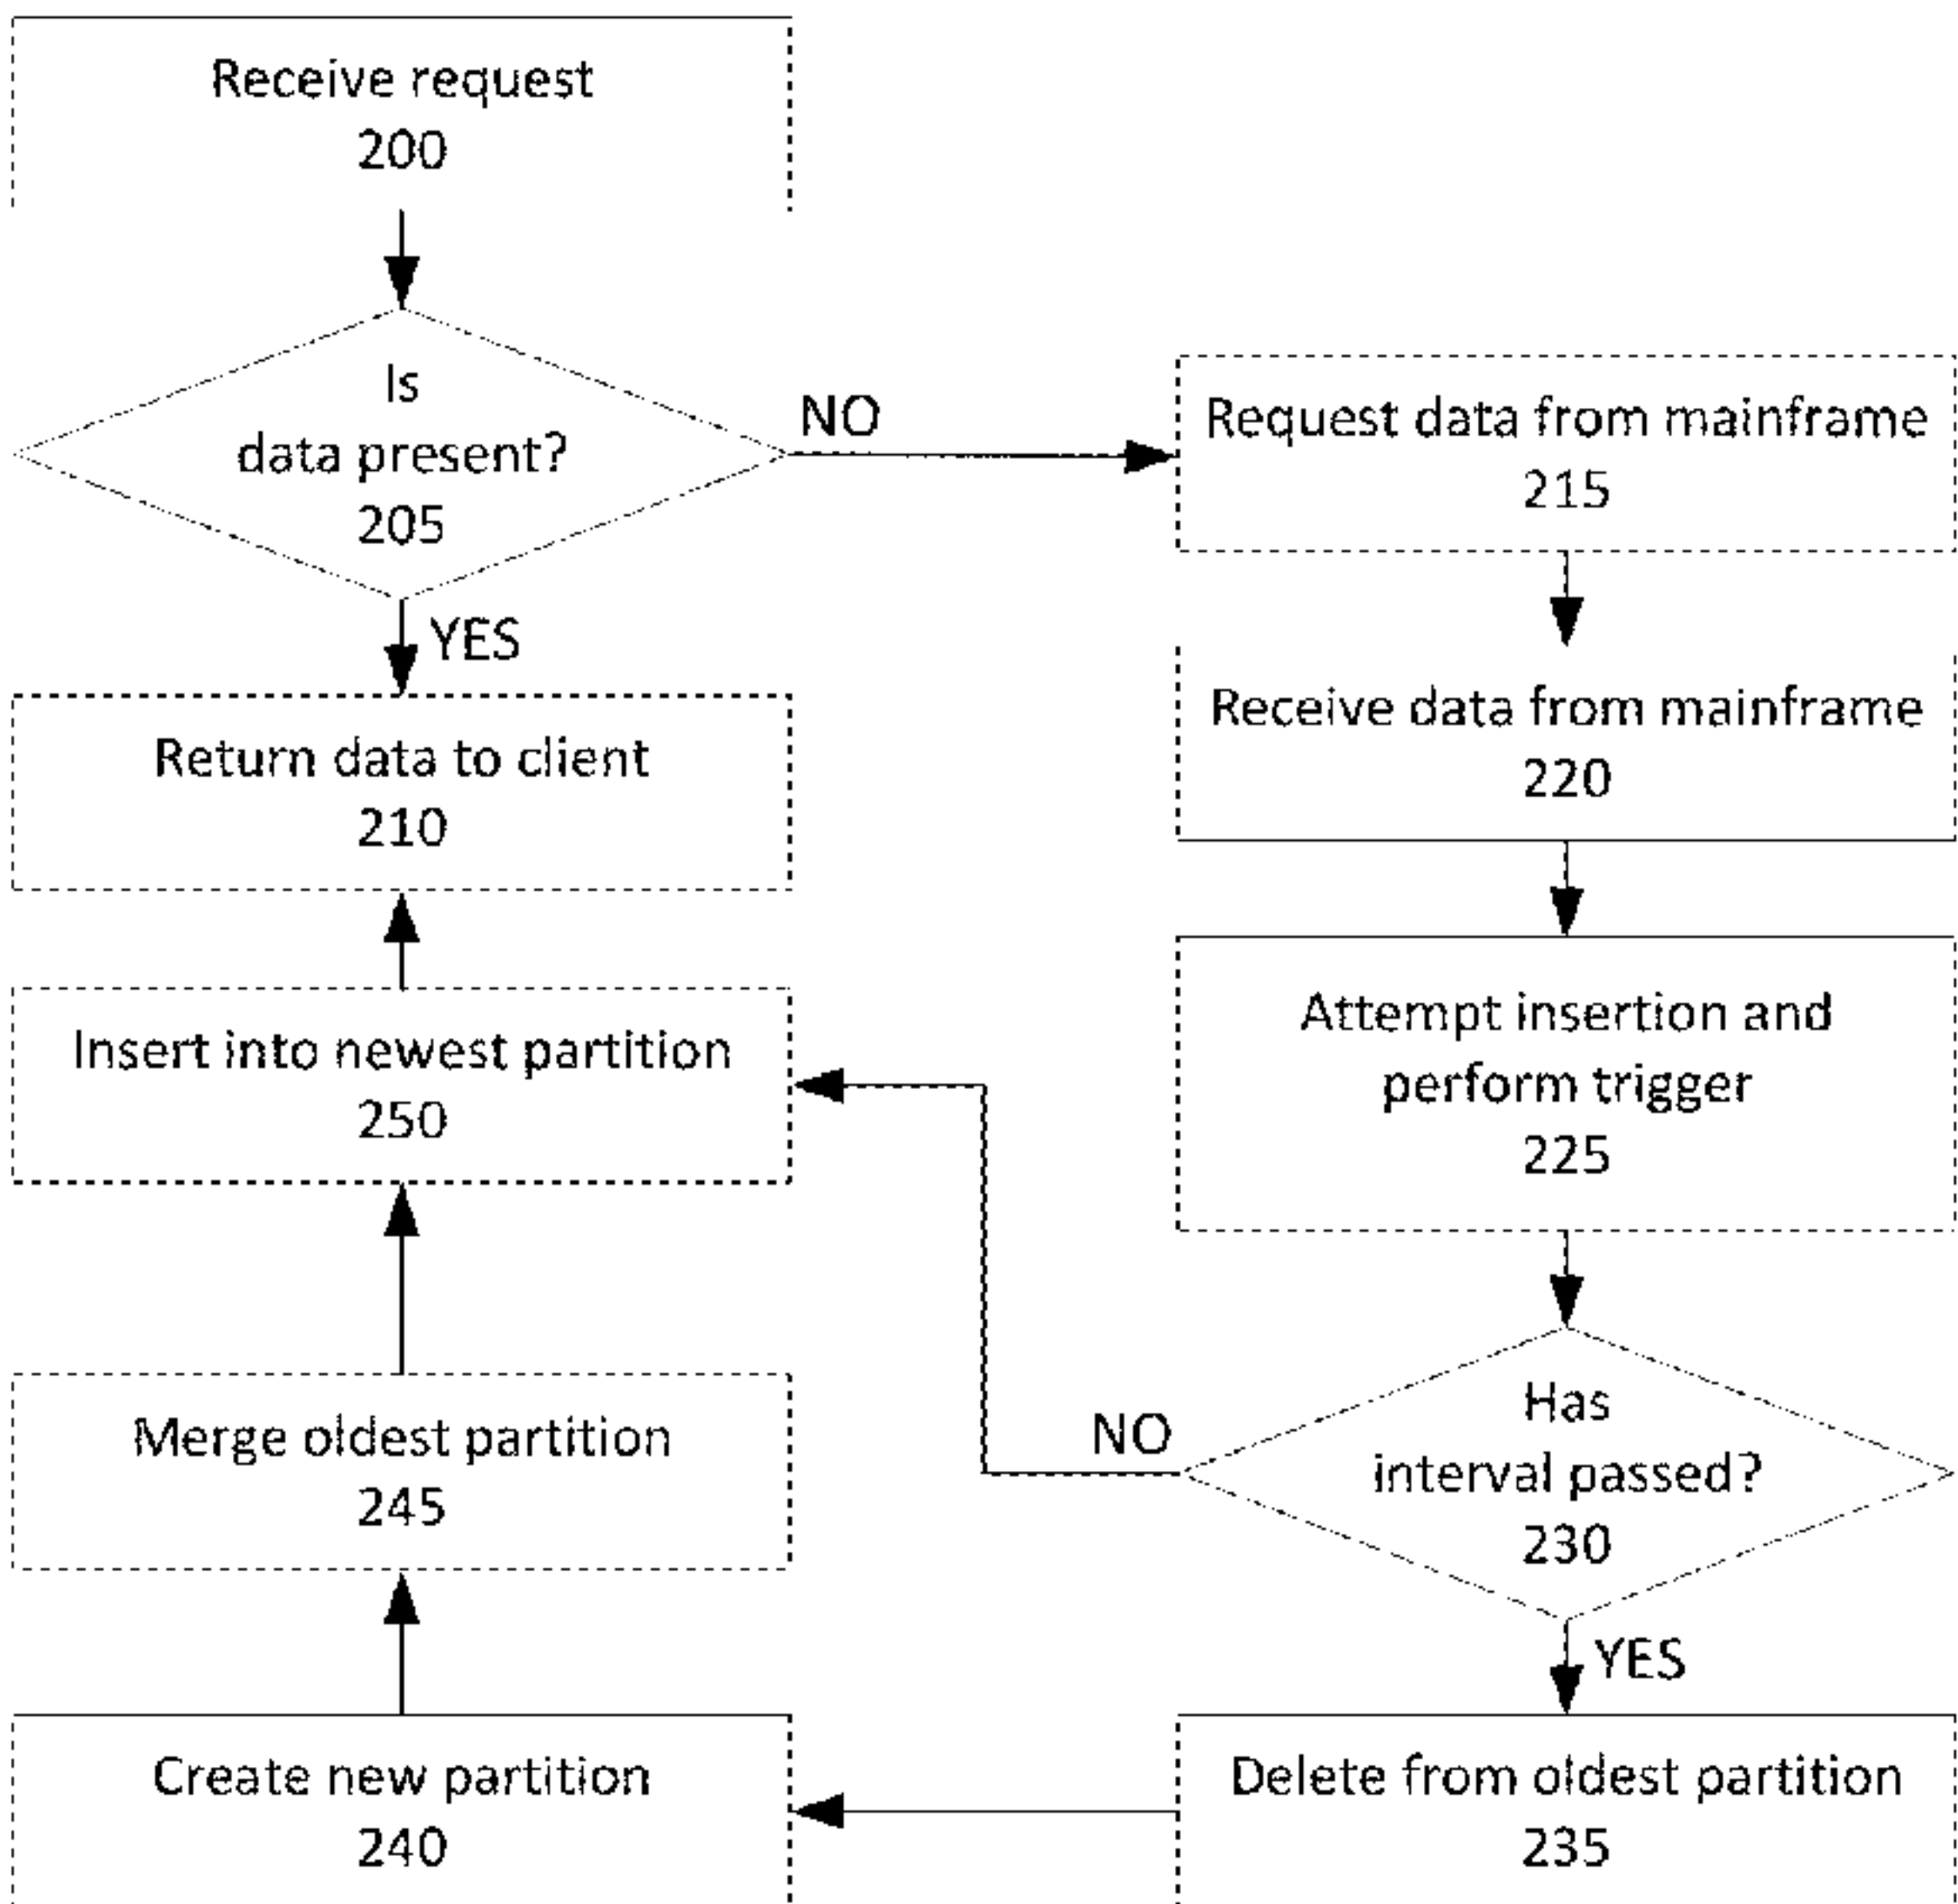 Receive request
200
Is
data present?
205
NO
YES
Request data from mainframe
215
Return data to client
210
Receive data from mainframe
220
Insert into newest partition
250
Attempt insertion and
perform trigger
225
Merge oldest partition
245
NO
Has
interval passed?
230
YES
Create new partition
240
Delete from oldest partition
235